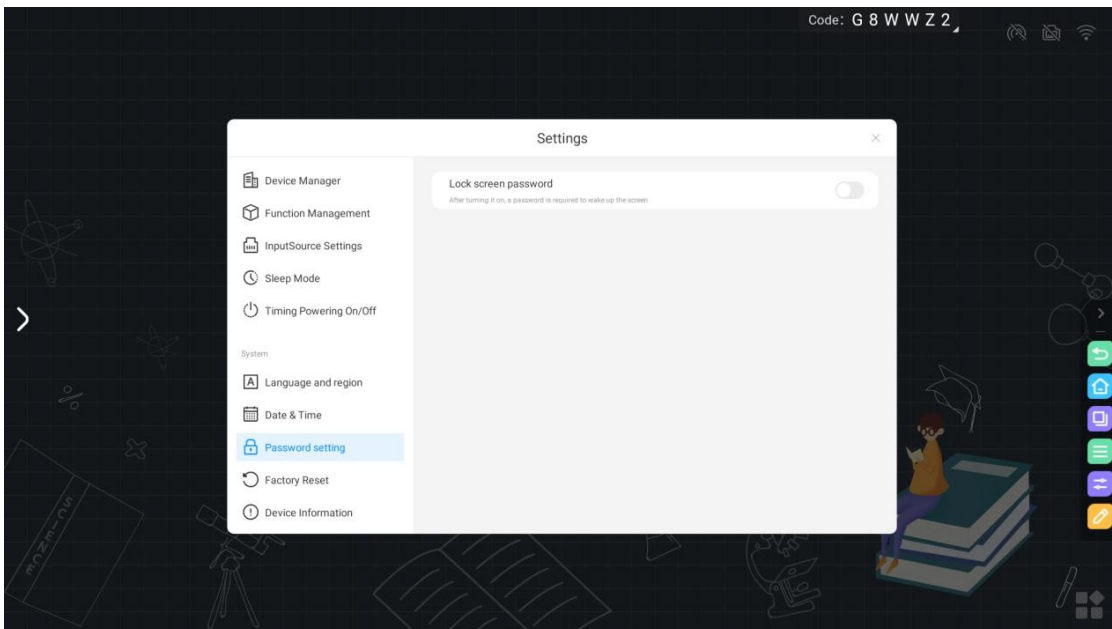 Code: G 8 W W Z 2
Settings
Device Manager
Function Management
InputSource Settings
Sleep Mode
Timing Powering On/Off
System
Language and region
Date & Time
Password setting
Factory Reset
Device Information
Lock screen password
After turning it on, a password is required to wake up the screen
SCIENCE